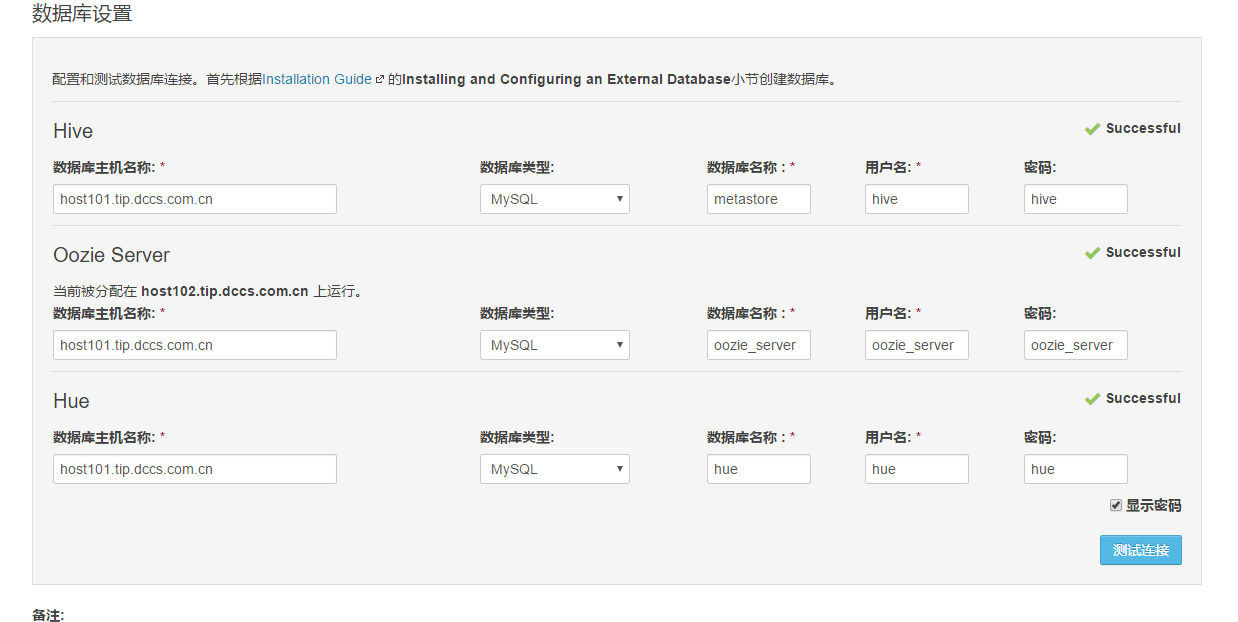 数据库设置
配置和测试数据库连接。首先根据Installation Guide 的Installing and Configuring an External Database小节创建数据库。
Hive
Successful
数据库主机名称: * 数据库类型: 数据库名称 : * 用户名: * 密码:
host101.tip.dccs.com.cn MySQL metastore hive hive
Oozie Server
Successful
当前被分配在 host102.tip.dccs.com.cn 上运行。
数据库主机名称: * 数据库类型: 数据库名称 : * 用户名: * 密码:
host101.tip.dccs.com.cn MySQL oozie_server oozie_server oozie_server
Hue
Successful
数据库主机名称: * 数据库类型: 数据库名称 : * 用户名: * 密码:
host101.tip.dccs.com.cn MySQL hue hue hue
显示密码
测试连接
备注: